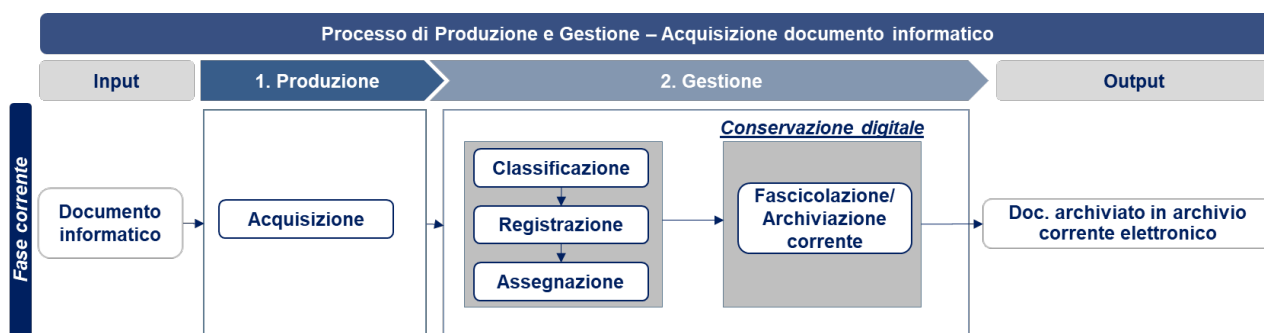 Processo di Produzione e Gestione – Acquisizione documento informatico
Input
1. Produzione
2. Gestione
Output
Fase corrente
Documento
informatico
Acquisizione
Classificazione
Registrazione
Assegnazione
Conservazione digitale
Fascicolazione/
Archiviazione
corrente
Doc. archiviato in archivio
corrente elettronico